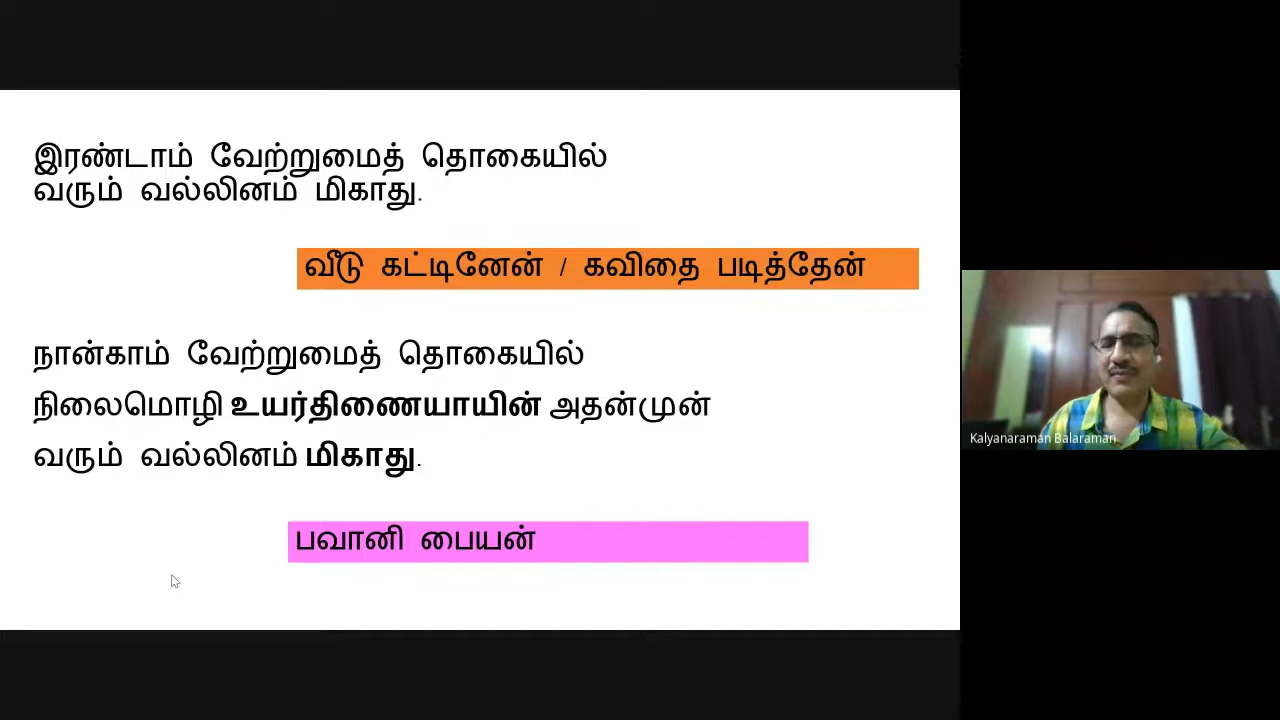 இரண்டாம் வேற்றுமைத் தொகையில்
வரும் வல்லினம் மிகாது.
வீடு கட்டினேன் / கவிதை படித்தேன்
நான்காம் வேற்றுமைத் தொகையில்
நிலைமொழி உயர்திணையாயின் அதன்முன்
வரும் வல்லினம் மிகாது.
பவானி பையன்
Kalyanaraman Balaraman